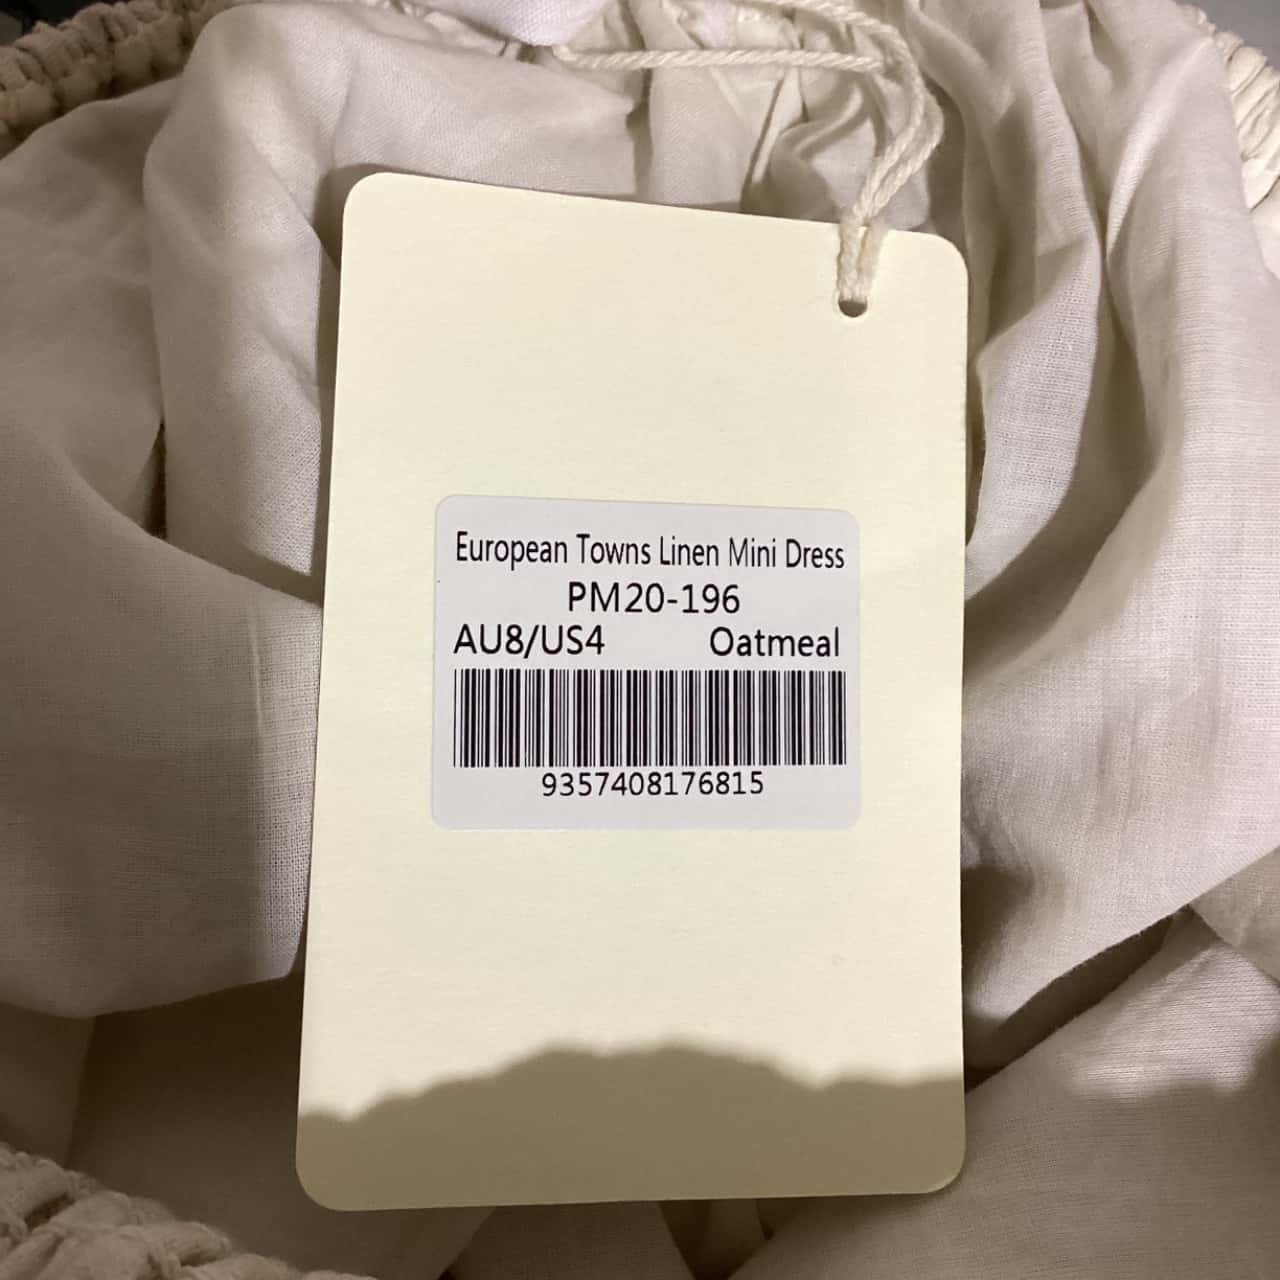 European Towns Linen Mini Dress
PM20-196
AU8/US4 Oatmeal
9357408176815